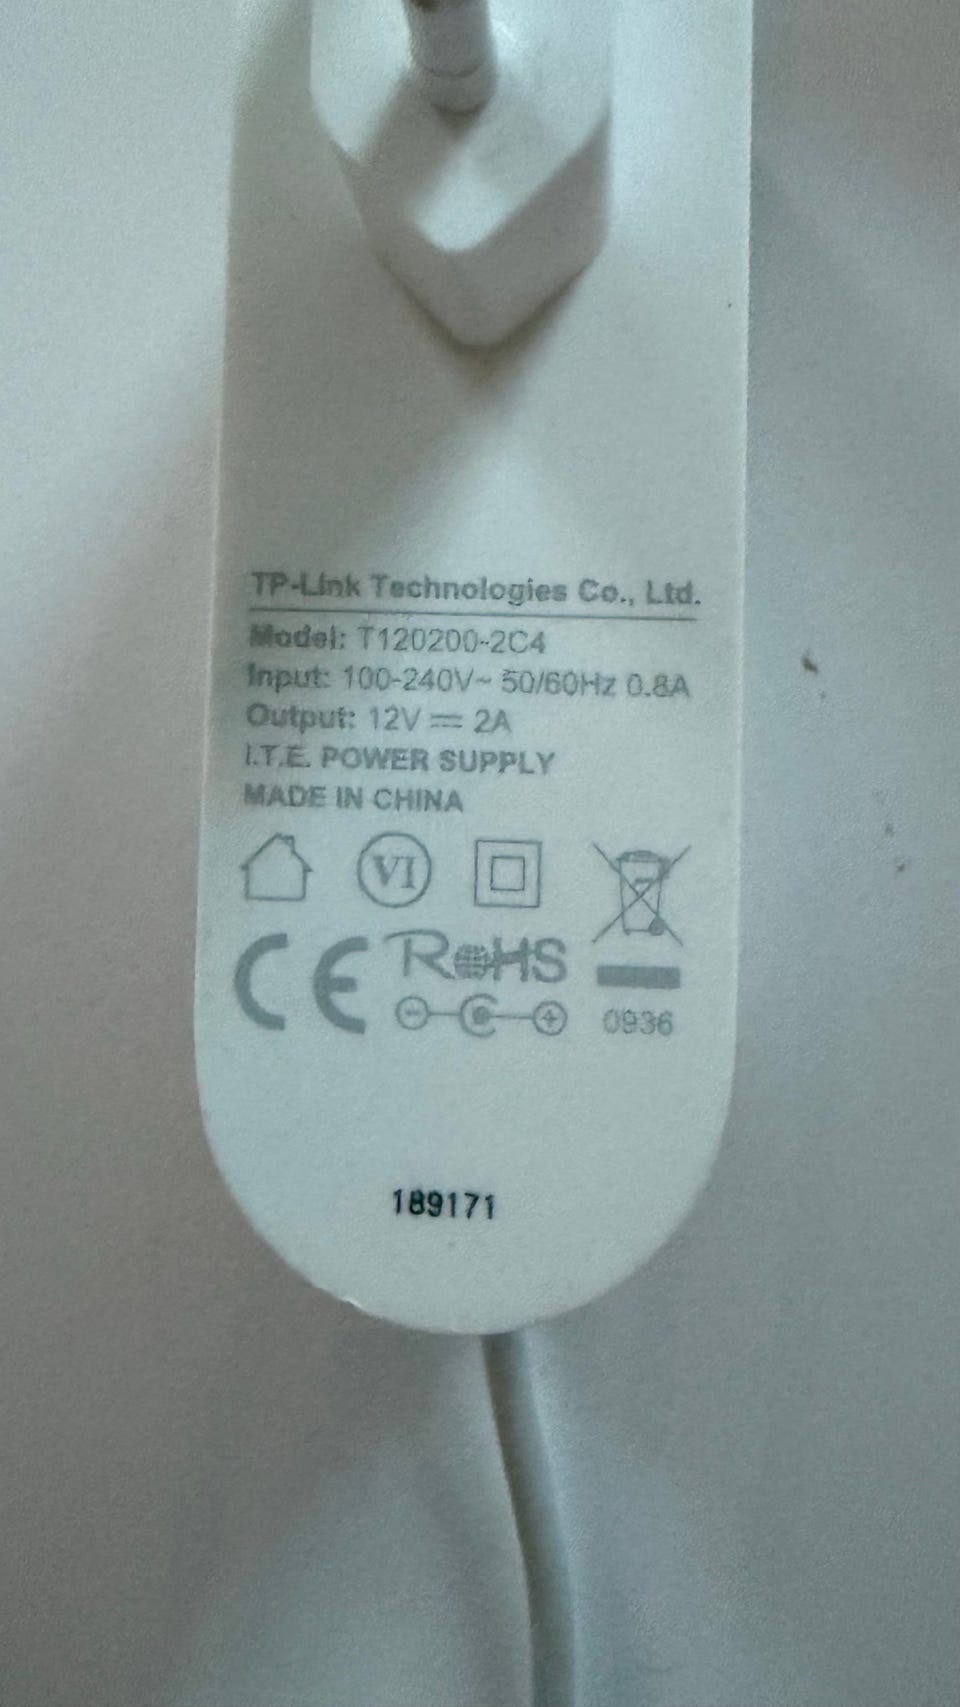 TP-Link Technologies Co., Ltd.
Model: T120200-2C4
Input: 100-240V~ 50/60Hz 0.8A
Output: 12V ⎓ 2A
I.T.E. POWER SUPPLY
MADE IN CHINA
VI
CE RoHS
0936
189171